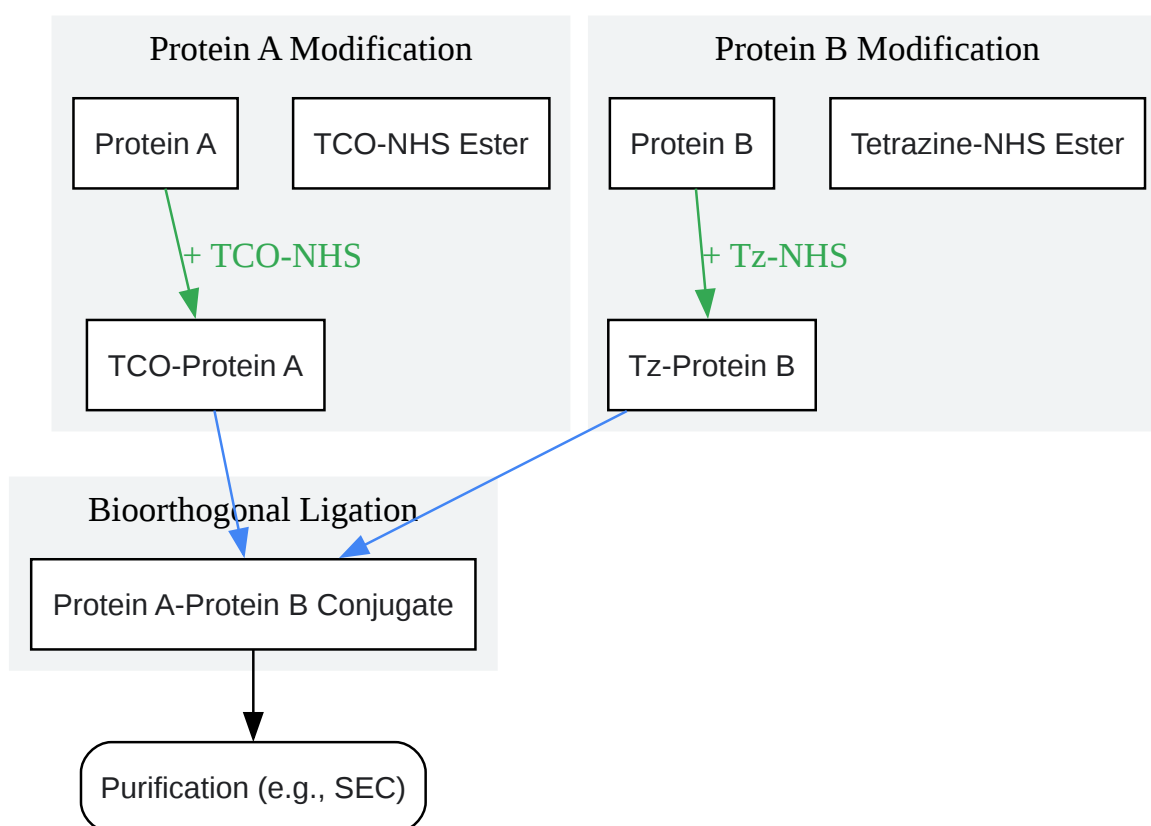 Protein A Modification
Protein B Modification
Protein A
TCO-NHS Ester
Protein B
Tetrazine-NHS Ester
+ TCO-NHS
+ Tz-NHS
TCO-Protein A
Tz-Protein B
Bioorthogonal Ligation
Protein A-Protein B Conjugate
Purification (e.g., SEC)